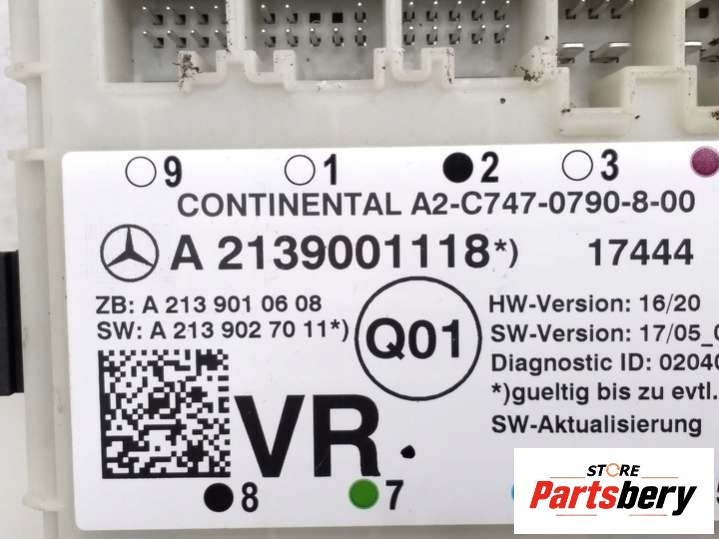 9 1 2 3
CONTINENTAL A2-C747-0790-8-00
A 2139001118*) 17444
ZB: A 213 901 06 08
SW: A 213 902 70 11*)
Q01
HW-Version: 16/20
SW-Version: 17/05_0
Diagnostic ID: 02040
*)gueltig bis zu evtl.
SW-Aktualisierung
VR
8 7
STORE
Partsbery